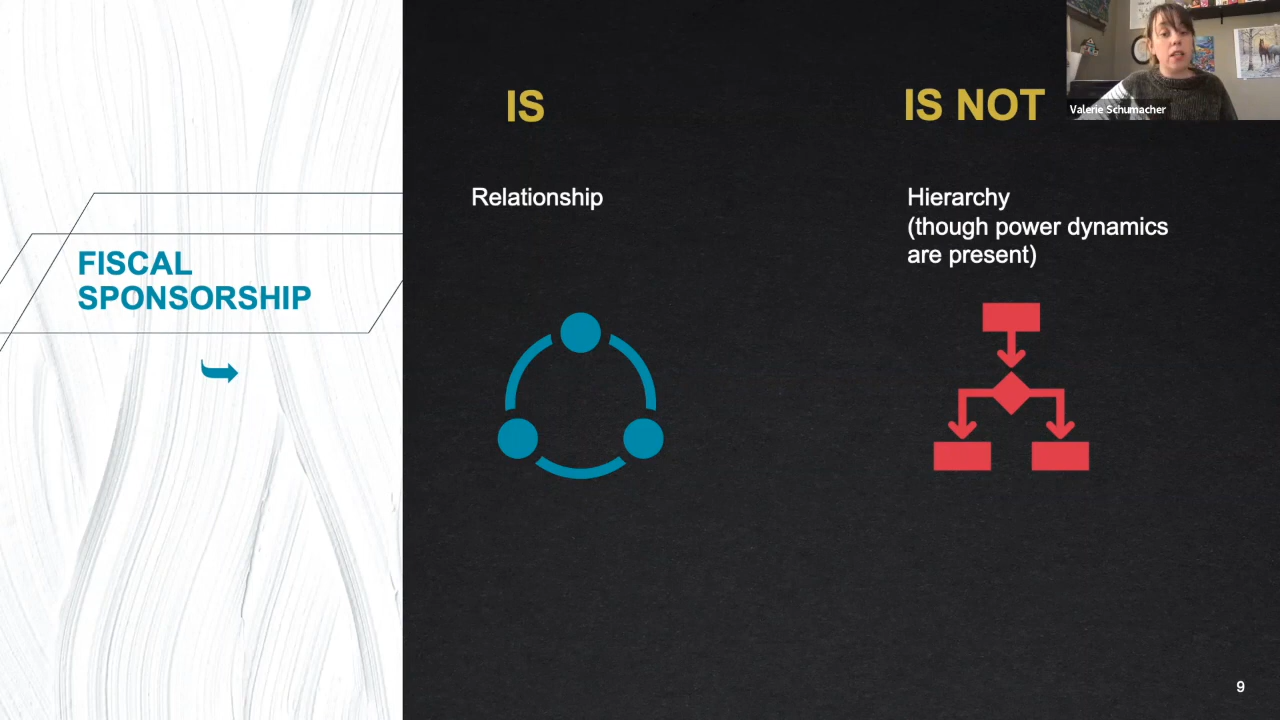 FISCAL
SPONSORSHIP
IS
Relationship
IS NOT
Hierarchy
(though power dynamics
are present)
Valerie Schumacher
9